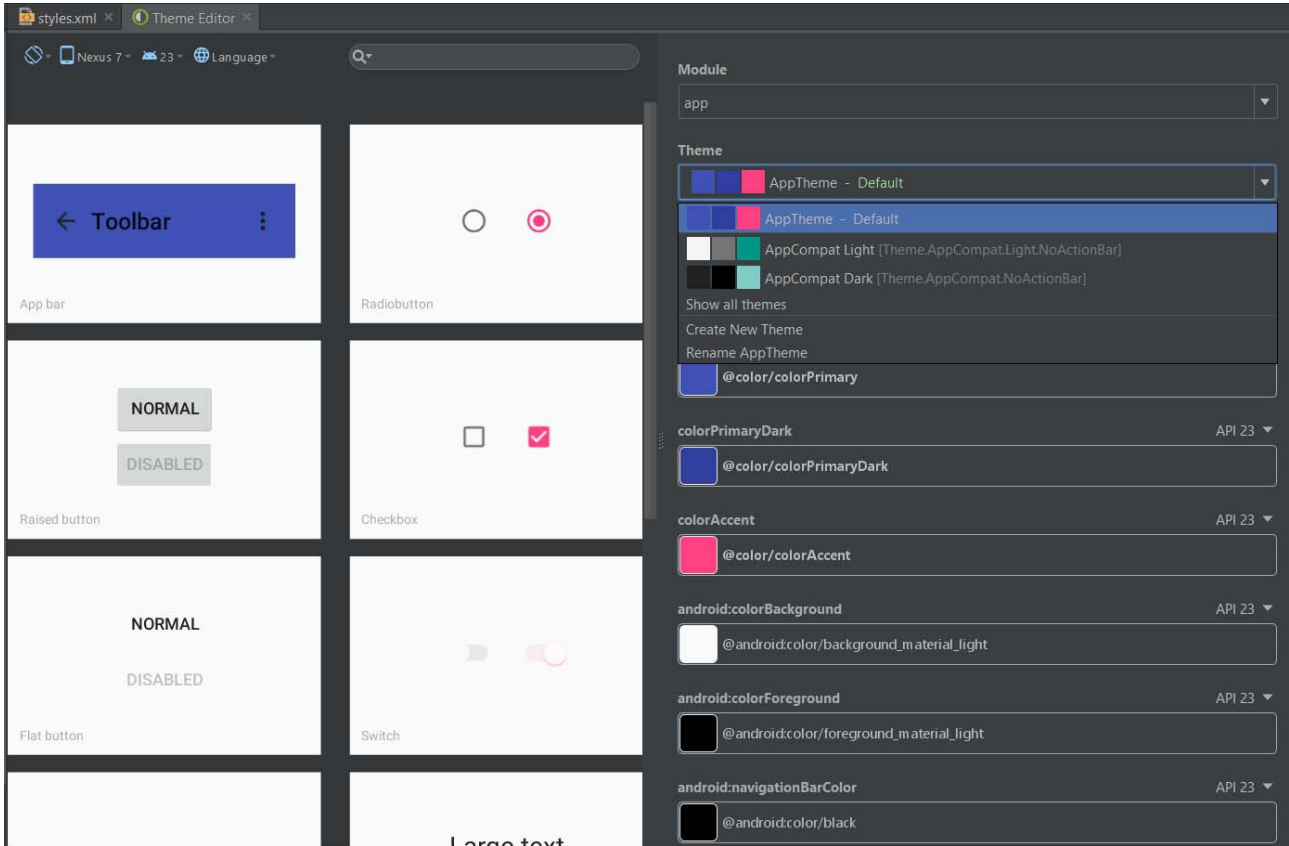 styles.xml
Theme Editor
Nexus 7
23
Language
Toolbar
App bar
Radiobutton
NORMAL
DISABLED
Raised button
Checkbox
NORMAL
DISABLED
Flat button
Switch
Large text
Module
app
Theme
AppTheme - Default
AppTheme - Default
AppCompat Light [Theme.AppCompat.Light.NoActionBar]
AppCompat Dark [Theme.AppCompat.NoActionBar]
Show all themes
Create New Theme
Rename AppTheme
@color/colorPrimary
colorPrimaryDark API 23
@color/colorPrimaryDark
colorAccent API 23
@color/colorAccent
android:colorBackground API 23
@android:color/background_material_light
android:colorForeground API 23
@android:color/foreground_material_light
android:navigationBarColor API 23
@android:color/black